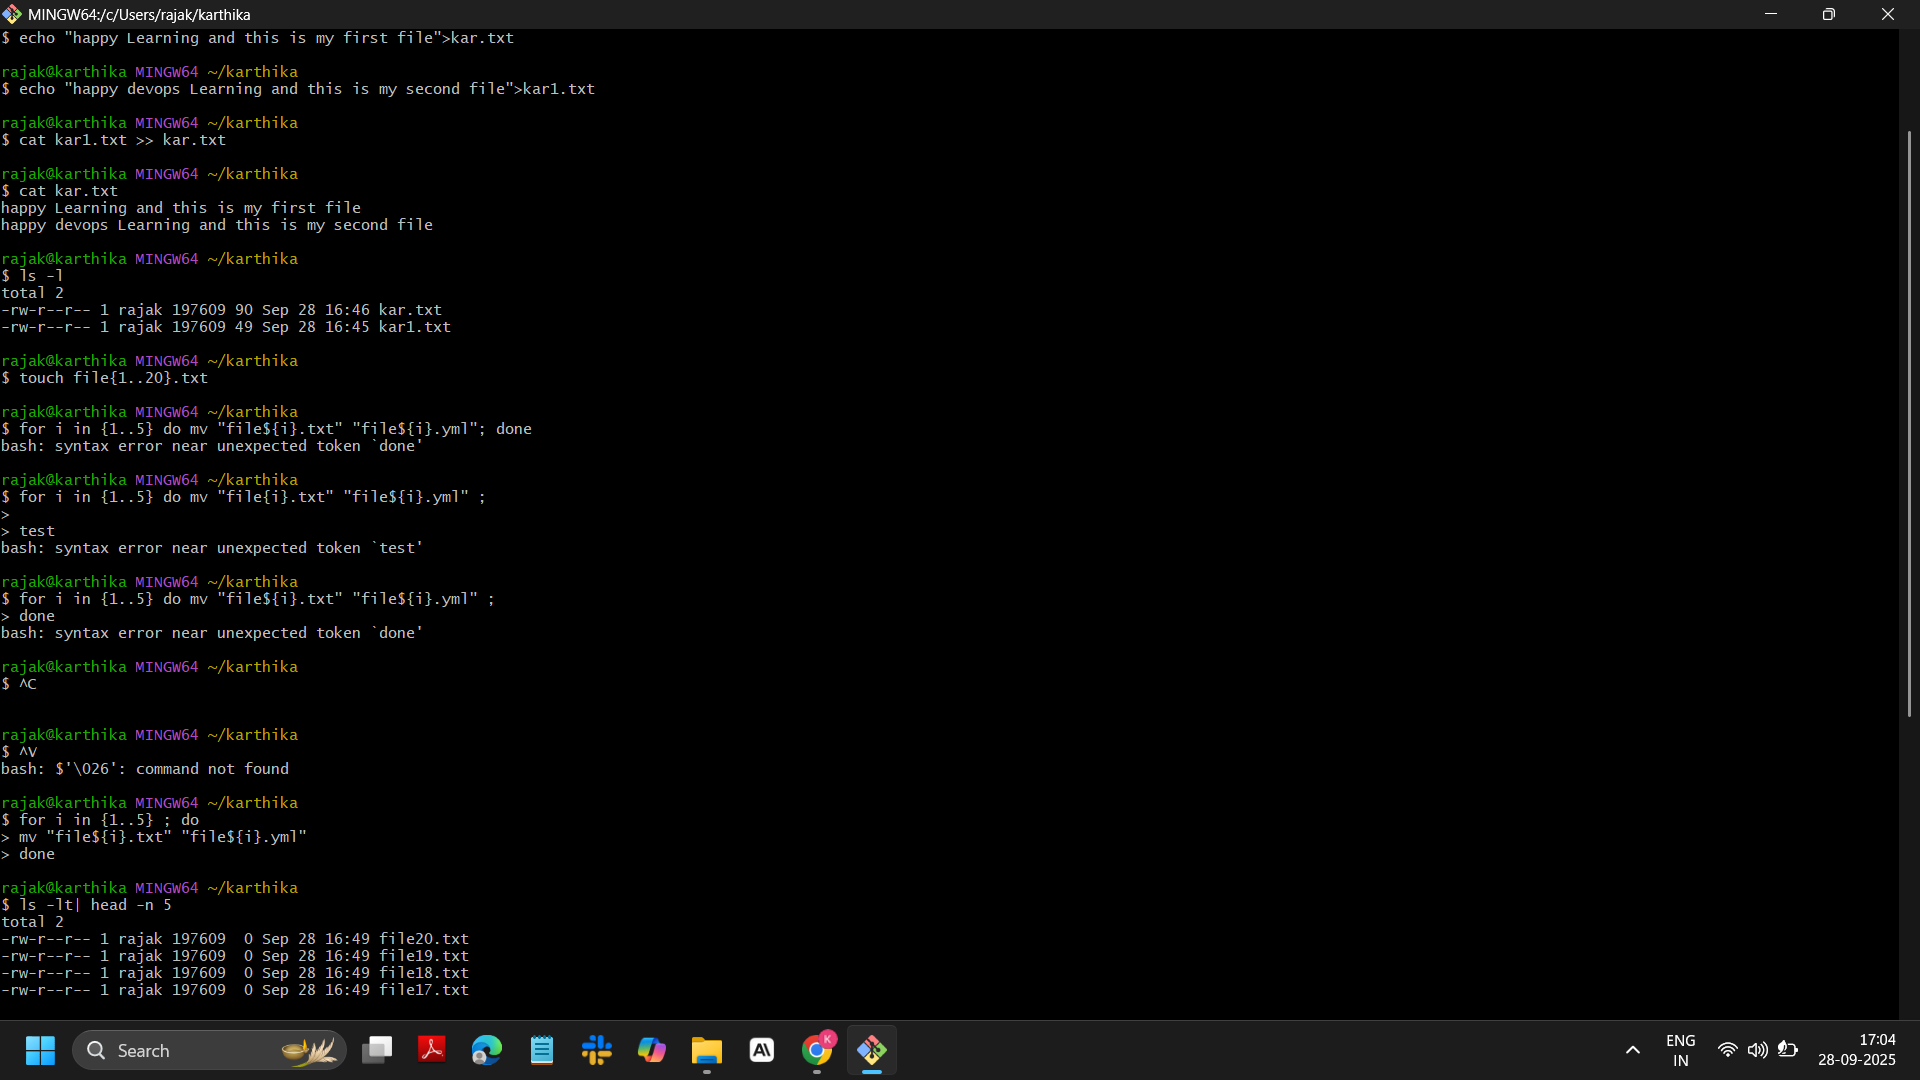 MINGW64:/c/Users/rajak/karthika
$ echo "happy Learning and this is my first file">kar.txt
rajak@karthika MINGW64 ~/karthika
$ echo "happy devops Learning and this is my second file">kar1.txt
rajak@karthika MINGW64 ~/karthika
$ cat kar1.txt >> kar.txt
rajak@karthika MINGW64 ~/karthika
$ cat kar.txt
happy Learning and this is my first file
happy devops Learning and this is my second file
rajak@karthika MINGW64 ~/karthika
$ ls -l
total 2
-rw-r--r-- 1 rajak 197609 90 Sep 28 16:46 kar.txt
-rw-r--r-- 1 rajak 197609 49 Sep 28 16:45 kar1.txt
rajak@karthika MINGW64 ~/karthika
$ touch file{1..20}.txt
rajak@karthika MINGW64 ~/karthika
$ for i in {1..5} do mv "file${i}.txt" "file${i}.yml"; done
bash: syntax error near unexpected token `done'
rajak@karthika MINGW64 ~/karthika
$ for i in {1..5} do mv "file{i}.txt" "file${i}.yml" ;
>
> test
bash: syntax error near unexpected token `test'
rajak@karthika MINGW64 ~/karthika
$ for i in {1..5} do mv "file${i}.txt" "file${i}.yml" ;
> done
bash: syntax error near unexpected token `done'
rajak@karthika MINGW64 ~/karthika
$ ^C
rajak@karthika MINGW64 ~/karthika
$ ^V
bash: $'\026': command not found
rajak@karthika MINGW64 ~/karthika
$ for i in {1..5} ; do
> mv "file${i}.txt" "file${i}.yml"
> done
rajak@karthika MINGW64 ~/karthika
$ ls -lt| head -n 5
total 2
-rw-r--r-- 1 rajak 197609  0 Sep 28 16:49 file20.txt
-rw-r--r-- 1 rajak 197609  0 Sep 28 16:49 file19.txt
-rw-r--r-- 1 rajak 197609  0 Sep 28 16:49 file18.txt
-rw-r--r-- 1 rajak 197609  0 Sep 28 16:49 file17.txt
Search
A\
K
ENG
IN
17:04
28-09-2025